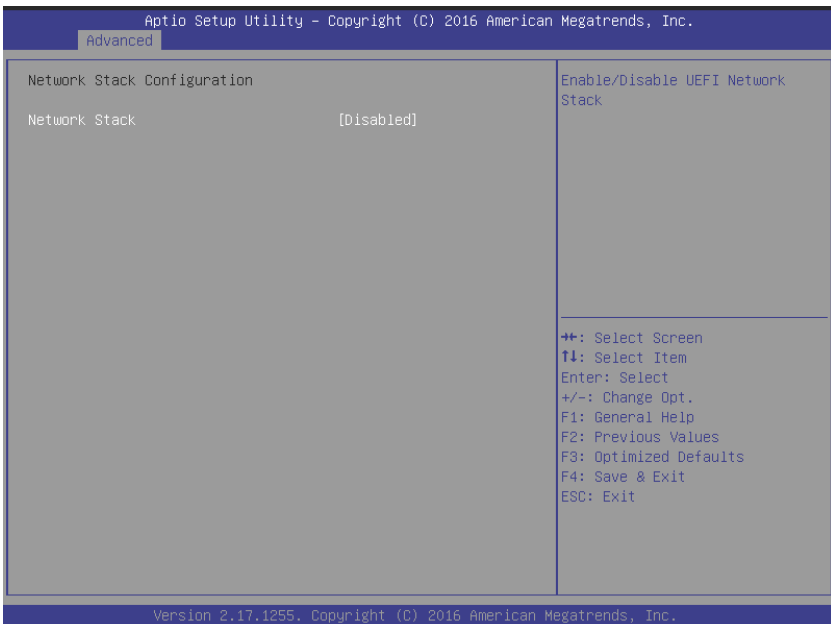 Aptio Setup Utility – Copyright (C) 2016 American Megatrends, Inc.
Advanced
Network Stack Configuration
Network Stack [Disabled]
Enable/Disable UEFI Network
Stack
→←: Select Screen
↑↓: Select Item
Enter: Select
+/-: Change Opt.
F1: General Help
F2: Previous Values
F3: Optimized Defaults
F4: Save & Exit
ESC: Exit
Version 2.17.1255. Copyright (C) 2016 American Megatrends, Inc.